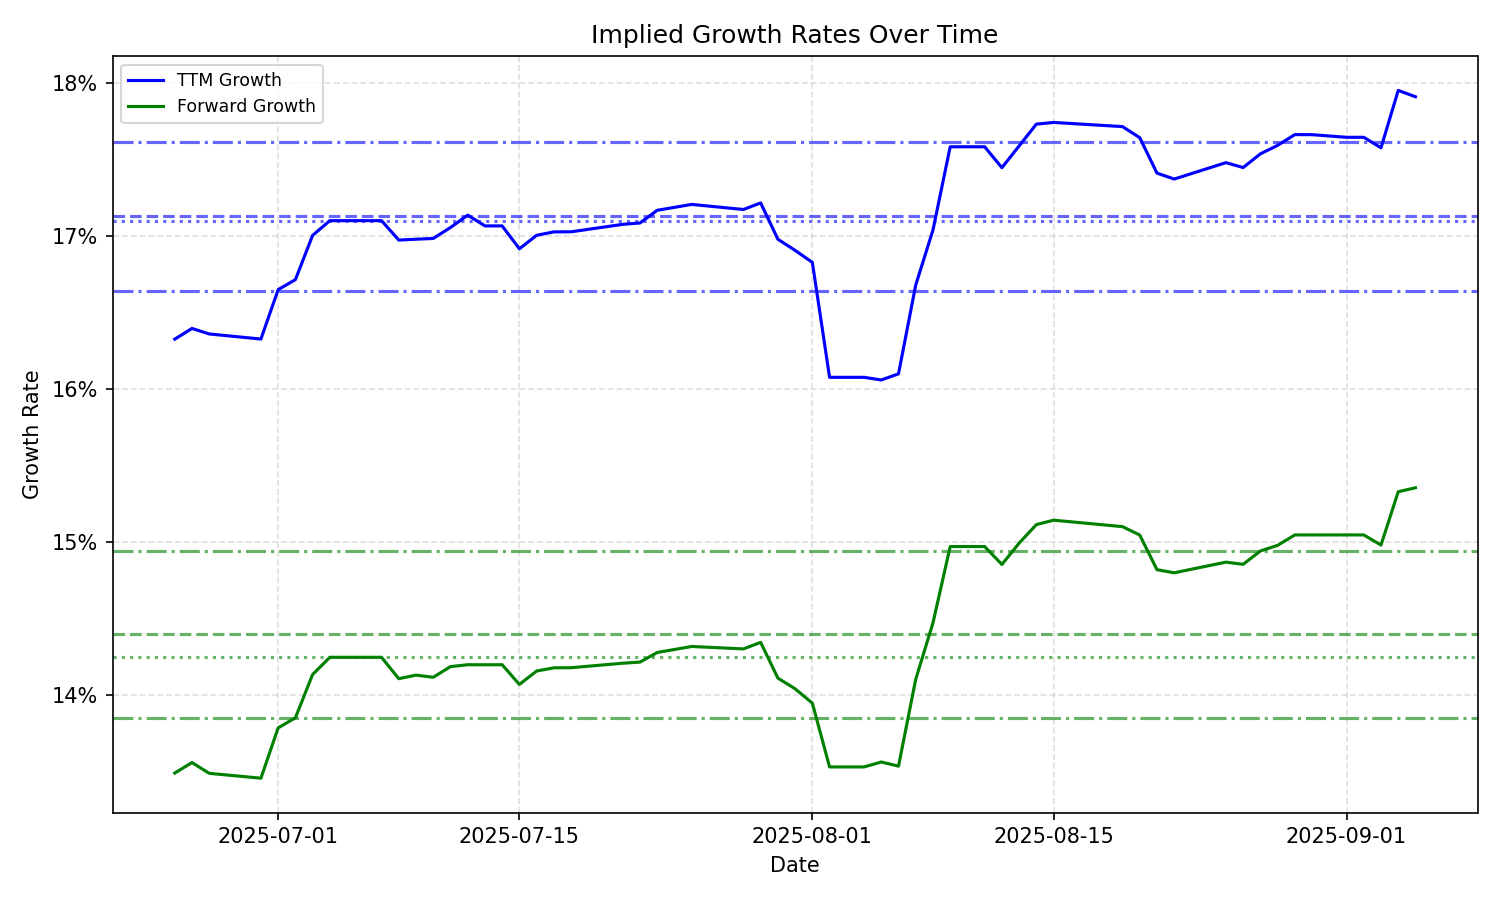 Implied Growth Rates Over Time
TTM Growth
Forward Growth
18%
17%
16%
15%
14%
Growth Rate
2025-07-01
2025-07-15
2025-08-01
2025-08-15
2025-09-01
Date